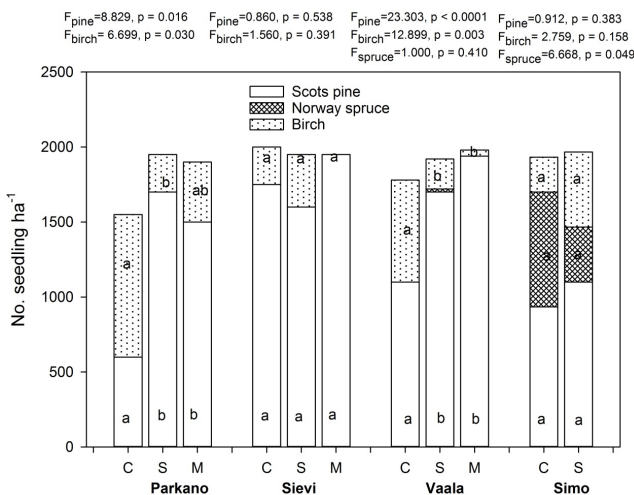 Fpine=8.829, p = 0.016 Fpine=0.860, p = 0.538 Fpine=23.303, p < 0.0001 Fpine=0.912, p = 0.383
Fbirch= 6.699, p = 0.030 Fbirch=1.560, p = 0.391 Fbirch=12.899, p = 0.003 Fbirch= 2.759, p = 0.158
Fspruce=1.000, p = 0.410 Fspruce=6.668, p = 0.049
2500
Scots pine
Norway spruce
Birch
2000
1500
1000
500
0
No. seedling ha-1
a a a b
b ab b a a
a a
a a
a b b a a a a b b a a
C S M C S M C S M C S
Parkano Sievi Vaala Simo